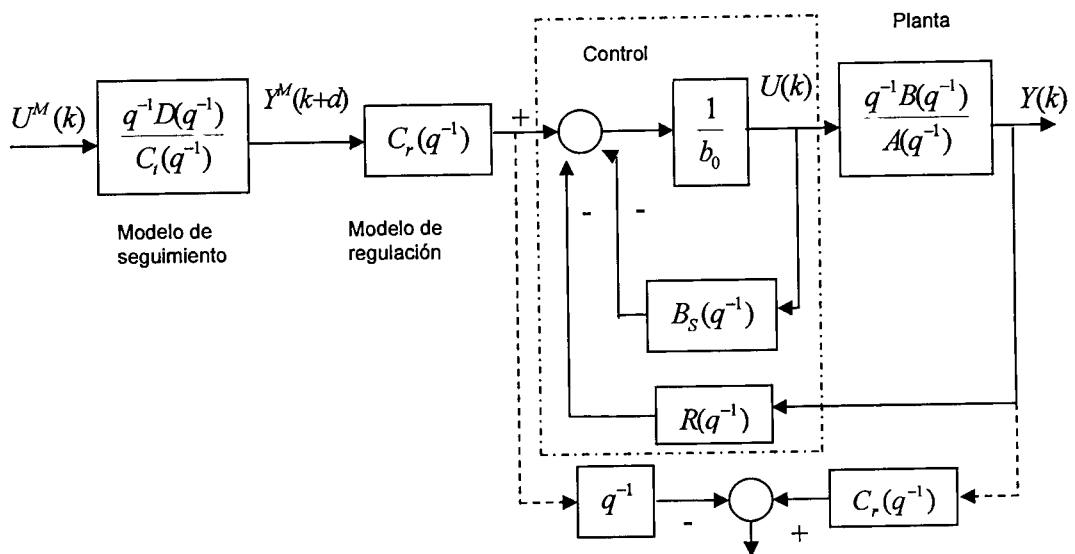 Planta
Control
U^M(k)
q^{-1}D(q^{-1})
C_t(q^{-1})
Y^M(k+d)
C_r(q^{-1})
+
1
b_0
U(k)
q^{-1}B(q^{-1})
A(q^{-1})
Y(k)
-
-
Modelo de
seguimiento
Modelo de
regulación
B_S(q^{-1})
R(q^{-1})
q^{-1}
-
+
C_r(q^{-1})